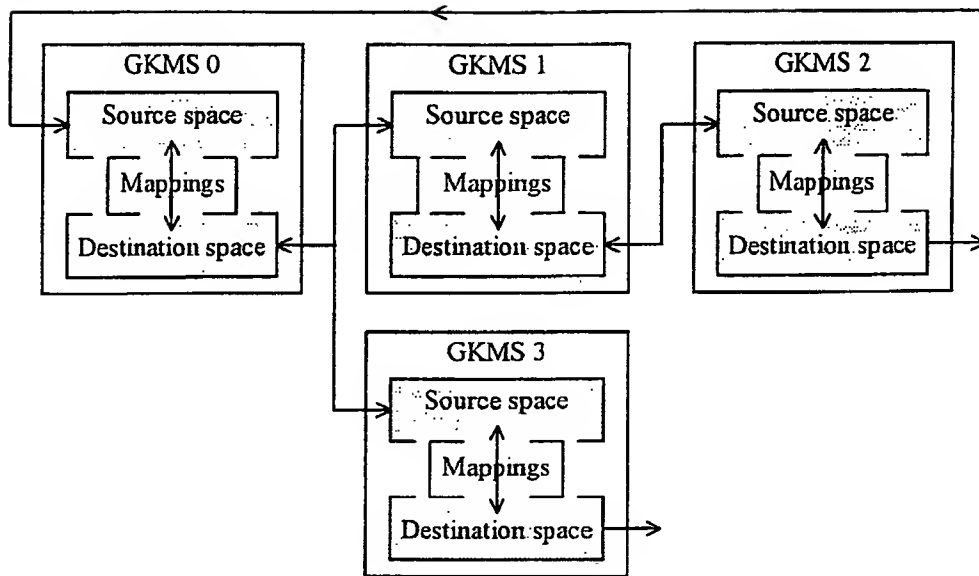 GKMS 0
Source space
Mappings
Destination space
GKMS 1
Source space
Mappings
Destination space
GKMS 2
Source space
Mappings
Destination space
GKMS 3
Source space
Mappings
Destination space